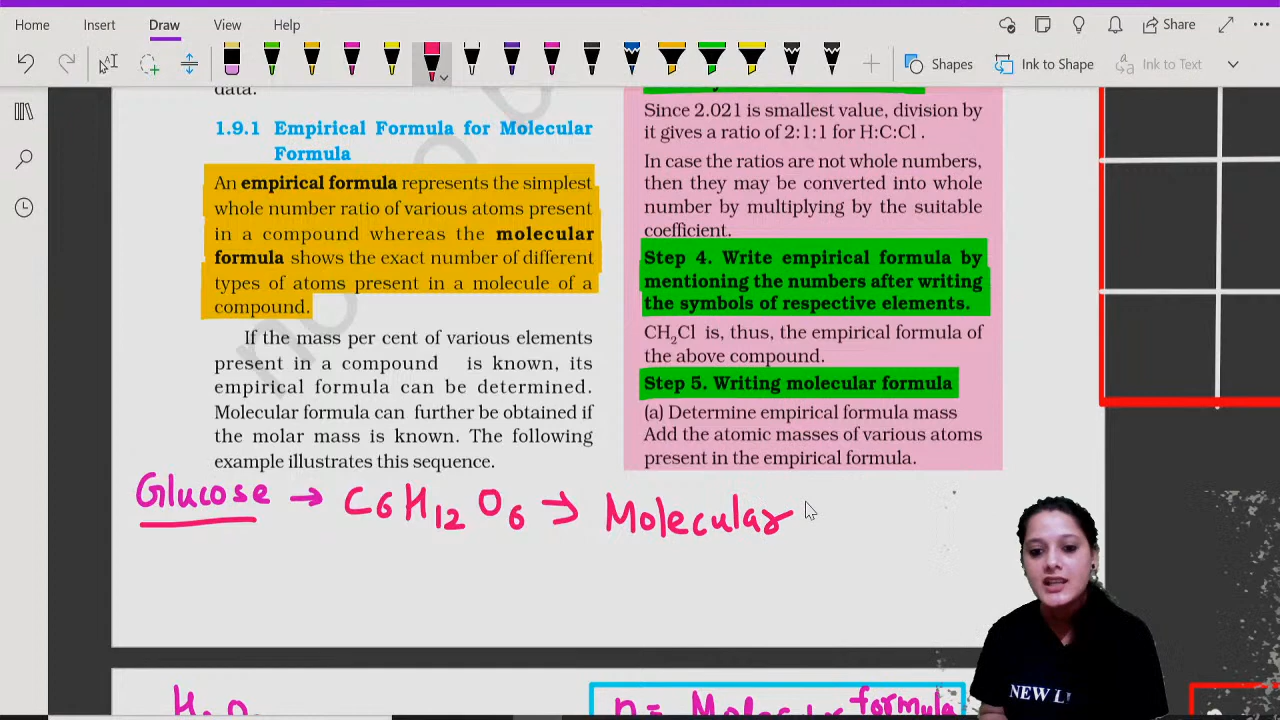 Home Insert Draw View Help Share
Shapes Ink to Shape Ink to Text
data.
1.9.1 Empirical Formula for Molecular
Formula
An empirical formula represents the simplest
whole number ratio of various atoms present
in a compound whereas the molecular
formula shows the exact number of different
types of atoms present in a molecule of a
compound.
If the mass per cent of various elements
present in a compound is known, its
empirical formula can be determined.
Molecular formula can further be obtained if
the molar mass is known. The following
example illustrates this sequence.
Since 2.021 is smallest value, division by
it gives a ratio of 2:1:1 for H:C:Cl .
In case the ratios are not whole numbers,
then they may be converted into whole
number by multiplying by the suitable
coefficient.
Step 4. Write empirical formula by
mentioning the numbers after writing
the symbols of respective elements.
CH₂Cl is, thus, the empirical formula of
the above compound.
Step 5. Writing molecular formula
(a) Determine empirical formula mass
Add the atomic masses of various atoms
present in the empirical formula.
Glucose → C₆H₁₂O₆ → Molecular
n = Molecular formula
NEW L